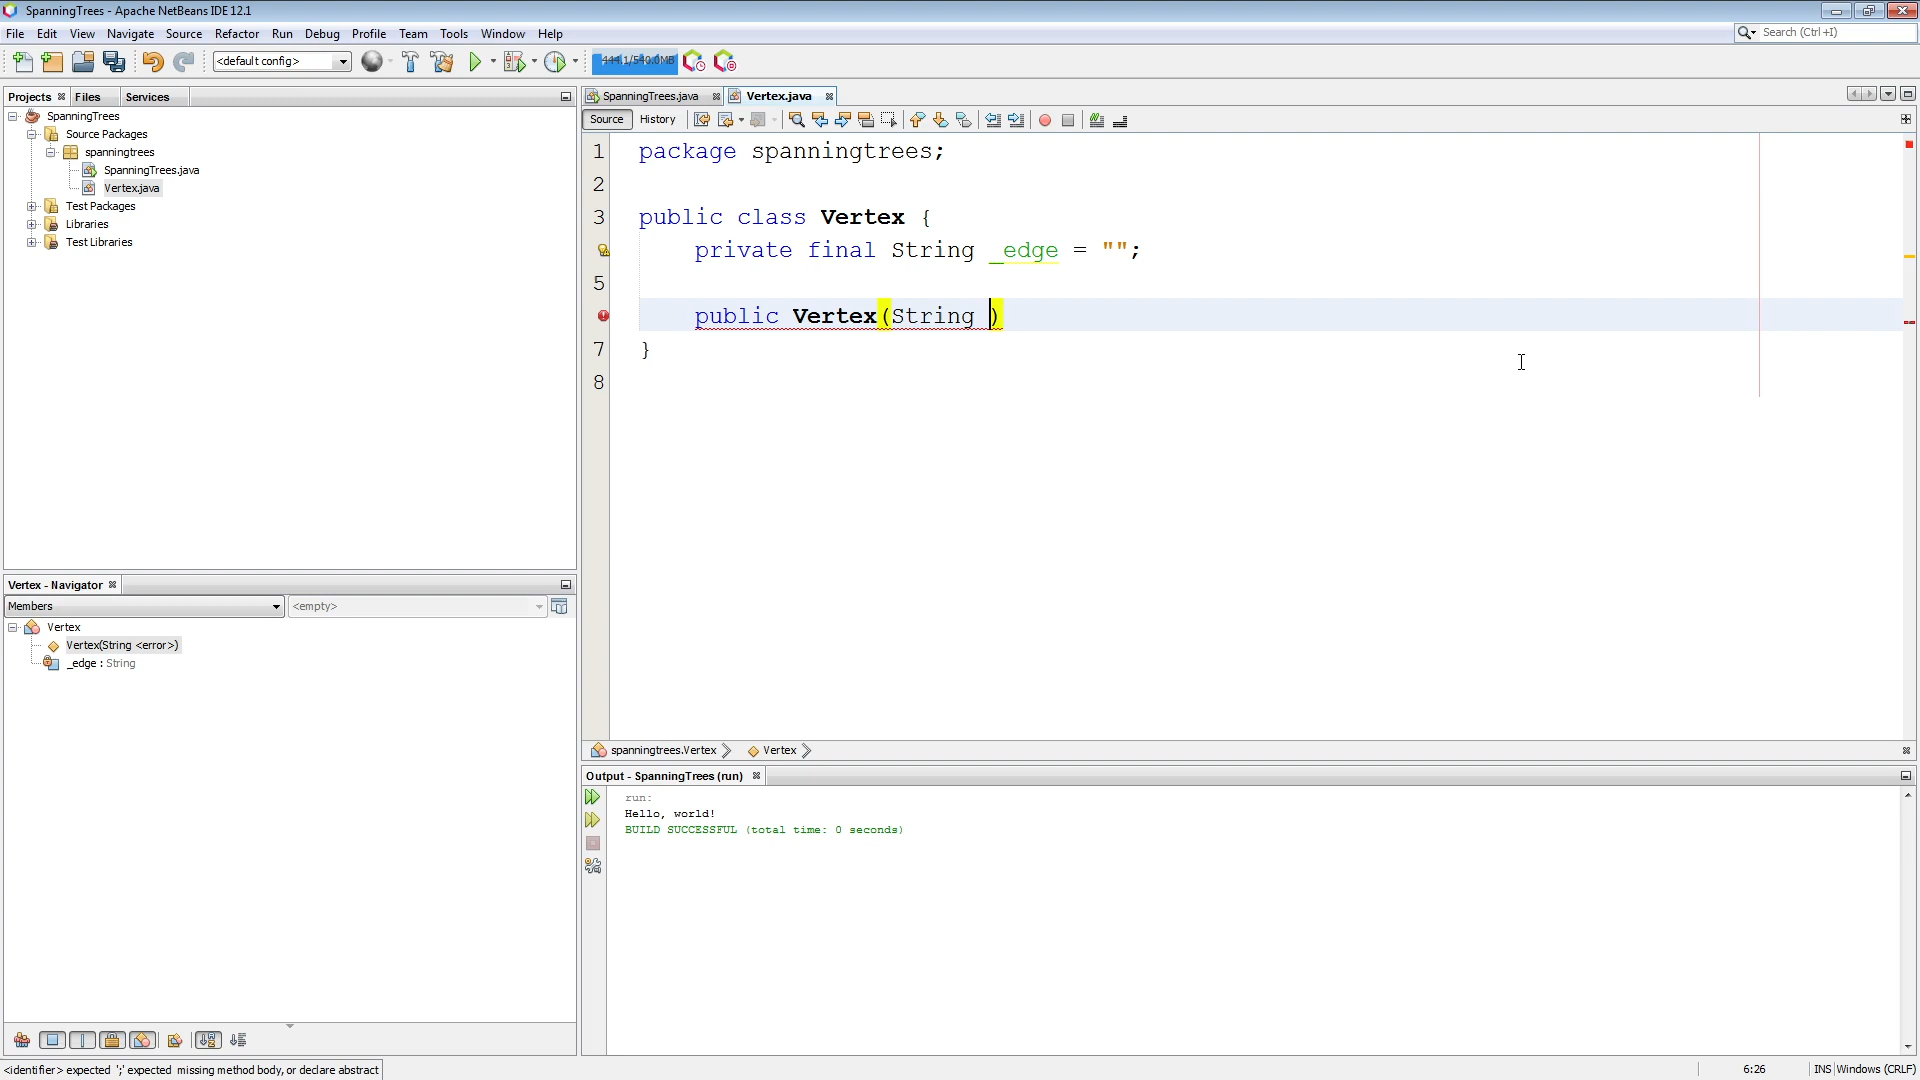 SpanningTrees - Apache NetBeans IDE 12.1
File Edit View Navigate Source Refactor Run Debug Profile Team Tools Window Help
Search (Ctrl+I)
<default config>
444.1/540.0MB
Projects Files Services
SpanningTrees.java Vertex.java
Source History
SpanningTrees
Source Packages
spanningtrees
SpanningTrees.java
Vertex.java
Test Packages
Libraries
Test Libraries
1 package spanningtrees;
2
3 public class Vertex {
private final String _edge = "";
5
public Vertex(String )
7 }
8
Vertex - Navigator
Members <empty>
Vertex
Vertex(String <error>)
_edge : String
spanningtrees.Vertex Vertex
Output - SpanningTrees (run)
run:
Hello, world!
BUILD SUCCESSFUL (total time: 0 seconds)
<identifier> expected ';' expected missing method body, or declare abstract
6:26 INS Windows (CRLF)